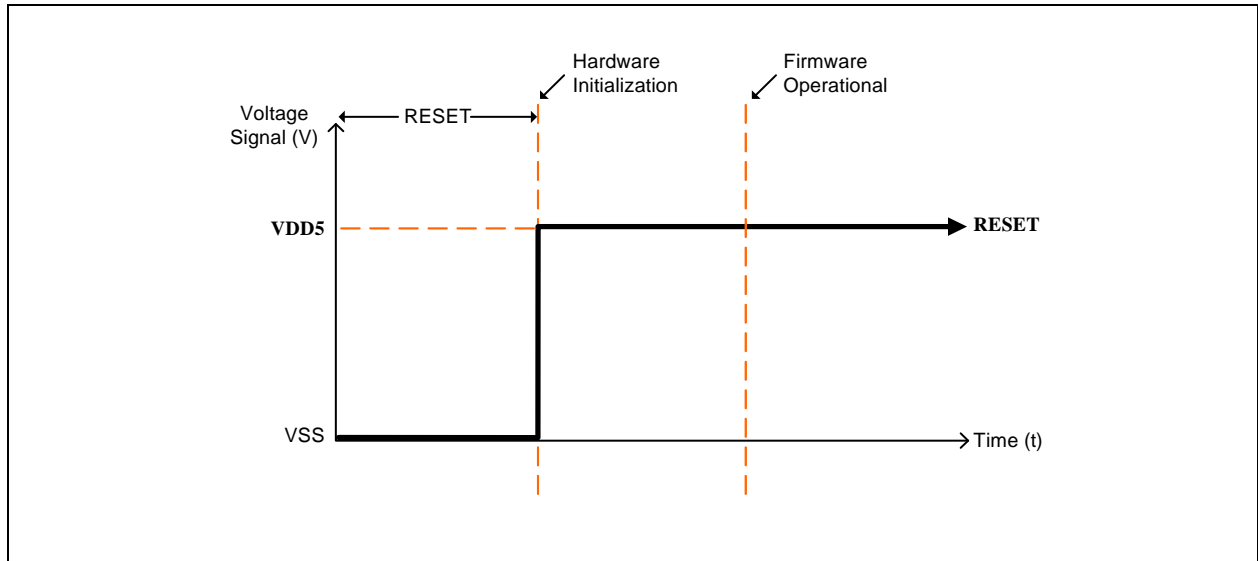 Hardware
Initialization
Firmware
Operational
Voltage
Signal (V)
RESET
VDD5
RESET
VSS
Time (t)